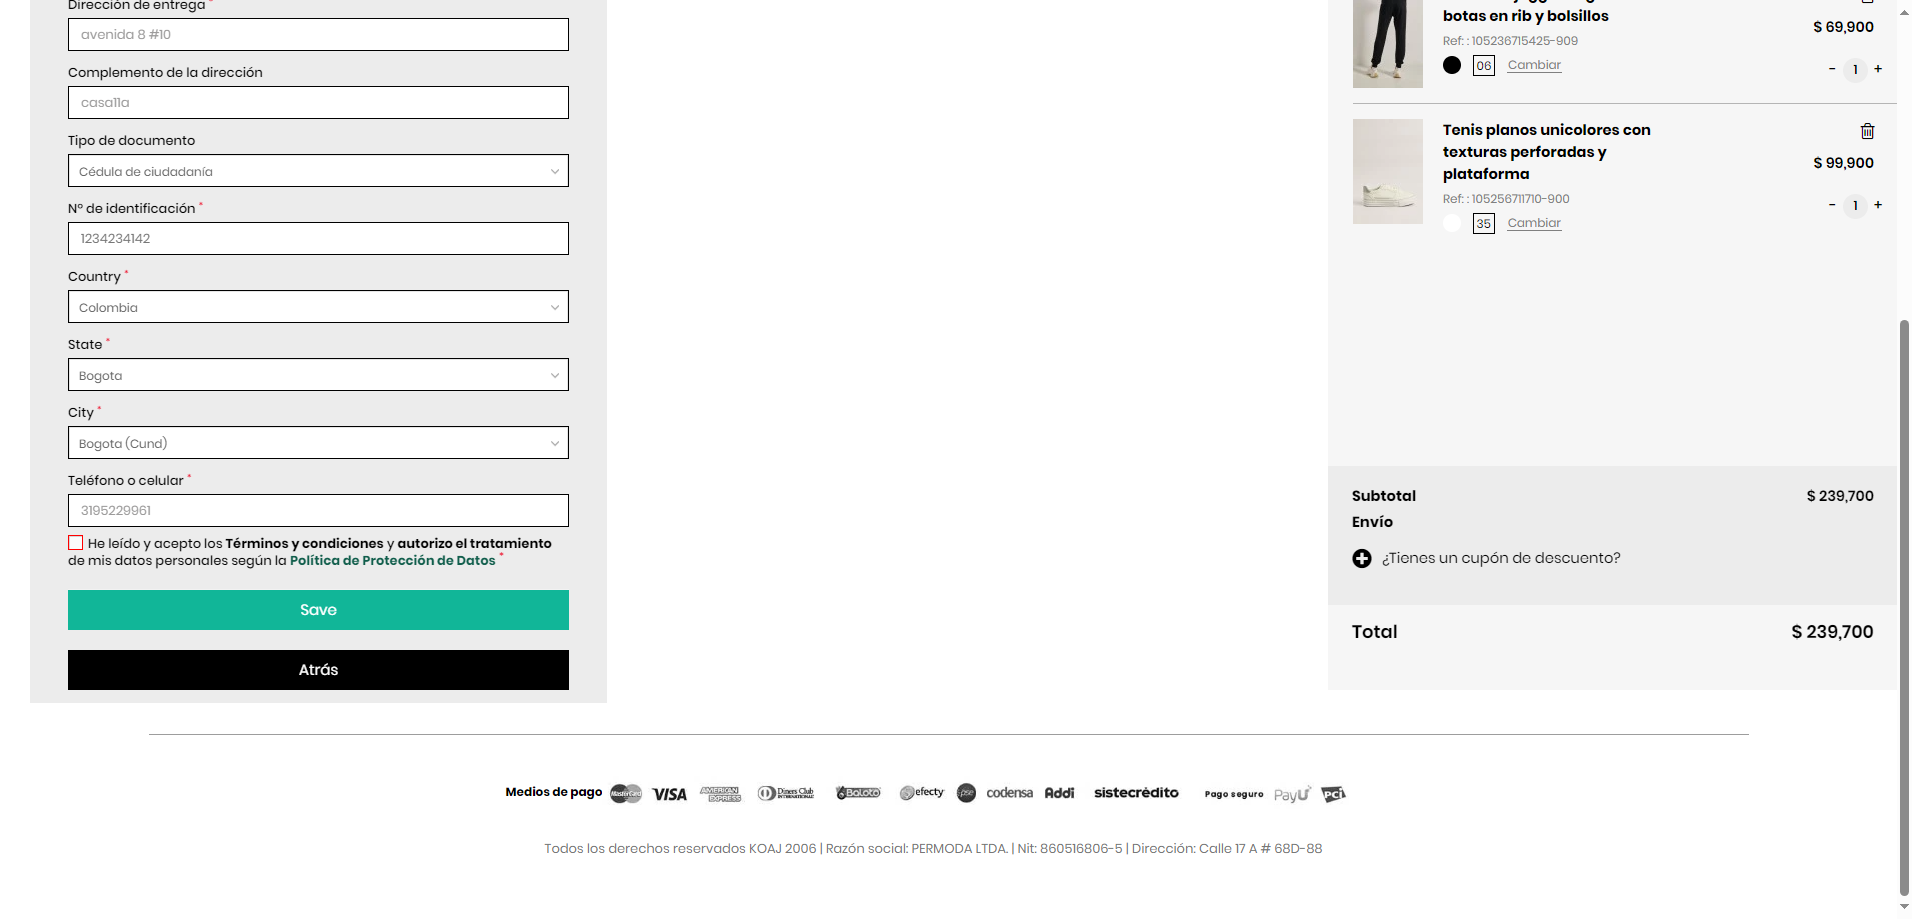 Dirección de entrega *
avenida 8 #10
Complemento de la dirección
casa11a
Tipo de documento
Cédula de ciudadanía
Nº de identificación *
1234234142
Country *
Colombia
State *
Bogota
City *
Bogota (Cund)
Teléfono o celular *
3195229961
He leído y acepto los Términos y condiciones y autorizo el tratamiento
de mis datos personales según la Política de Protección de Datos *
Save
Atrás
botas en rib y bolsillos
$ 69,900
Ref: : 105236715425-909
06 Cambiar
- 1 +
Tenis planos unicolores con
texturas perforadas y
plataforma
$ 99,900
Ref: : 105256711710-900
35 Cambiar
- 1 +
Subtotal $ 239,700
Envío
¿Tienes un cupón de descuento?
Total $ 239,700
Medios de pago MasterCard VISA AMERICAN EXPRESS Diners Club INTERNATIONAL Baloto efecty pse codensa Addi sistecrédito Pago seguro PayU PCI
Todos los derechos reservados KOAJ 2006 | Razón social: PERMODA LTDA. | Nit: 860516806-5 | Dirección: Calle 17 A # 68D-88